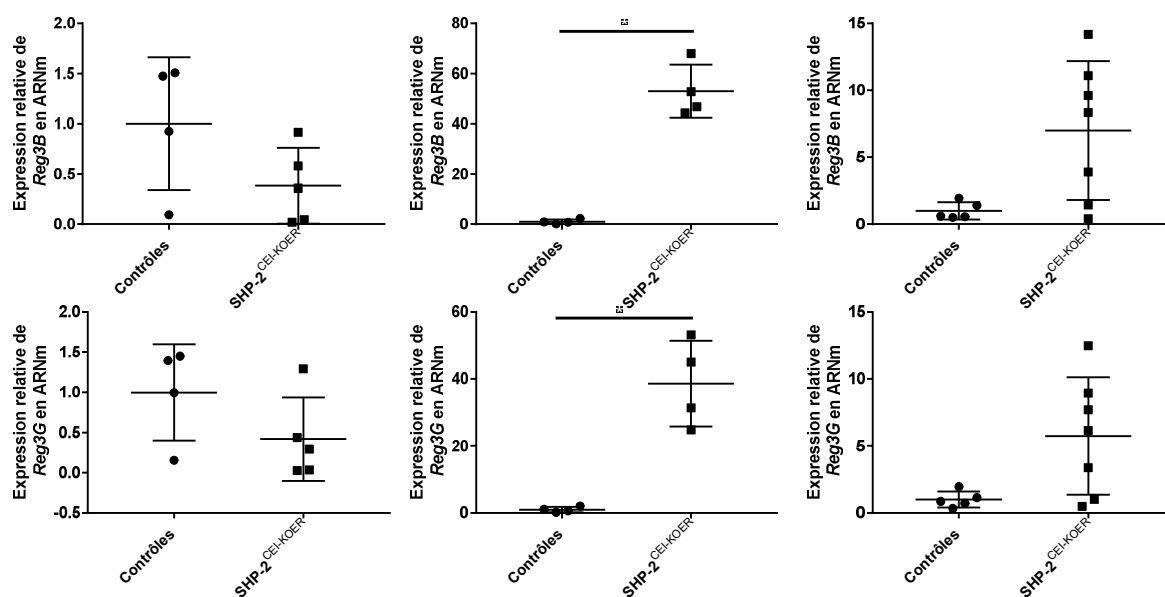 Expression relative de
Reg3B en ARNm
2.0
1.5
1.0
0.5
0.0
Contrôles
SHP-2CEI-KOER
Expression relative de
Reg3B en ARNm
80
60
40
20
0
Contrôles
SHP-2CEI-KOER
Expression relative de
Reg3B en ARNm
15
10
5
0
Contrôles
SHP-2CEI-KOER
Expression relative de
Reg3G en ARNm
2.0
1.5
1.0
0.5
0.0
-0.5
Contrôles
SHP-2CEI-KOER
Expression relative de
Reg3G en ARNm
60
40
20
0
Contrôles
SHP-2CEI-KOER
Expression relative de
Reg3G en ARNm
15
10
5
0
Contrôles
SHP-2CEI-KOER